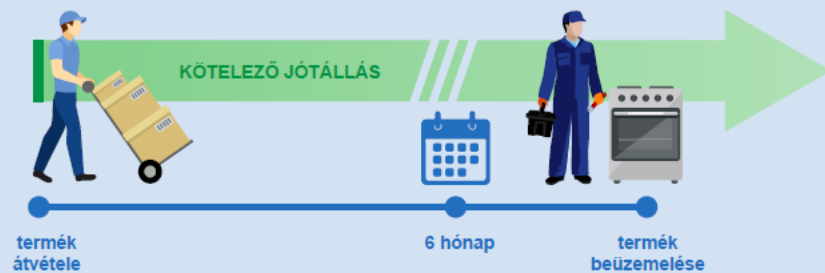 KÖTELEZŐ JÓTÁLLÁS
termék
átvétele
6 hónap
termék
beüzemelése